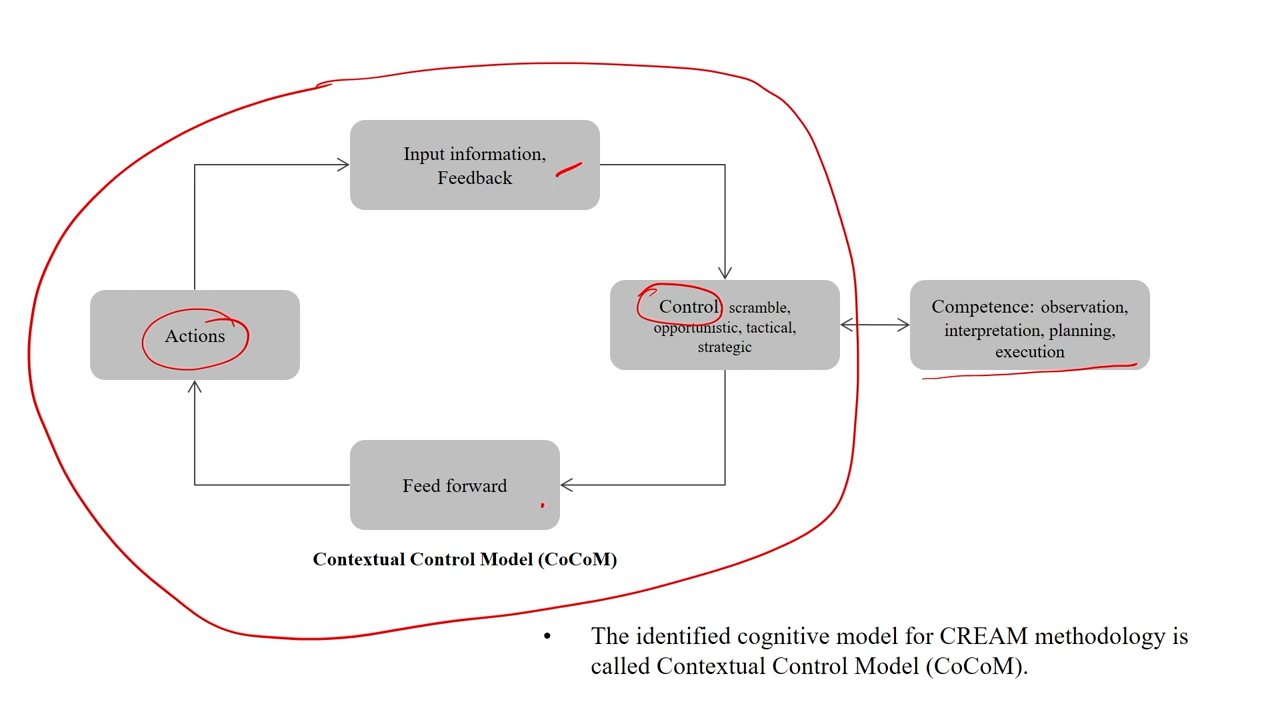 Input information,
Feedback
Actions
Control: scramble,
opportunistic, tactical,
strategic
Competence: observation,
interpretation, planning,
execution
Feed forward
Contextual Control Model (CoCoM)
• The identified cognitive model for CREAM methodology is
called Contextual Control Model (CoCoM).